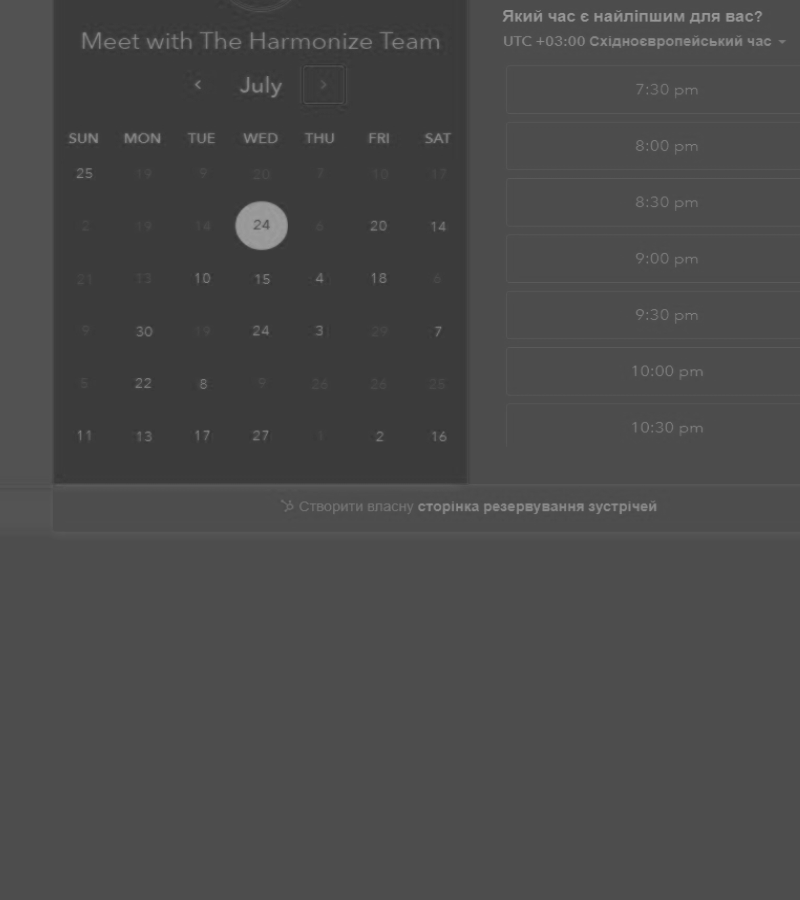 Meet with The Harmonize Team
July
SUN MON TUE WED THU FRI SAT
25 19 9 20 7 10 17
2 19 14 24 6 20 14
21 13 10 15 4 18 6
9 30 19 24 3 29 7
5 22 8 9 26 26 25
11 13 17 27 1 2 16
Який час є найліпшим для вас?
UTC +03:00 Східноєвропейський час
7:30 pm
8:00 pm
8:30 pm
9:00 pm
9:30 pm
10:00 pm
10:30 pm
Створити власну сторінка резервування зустрічей